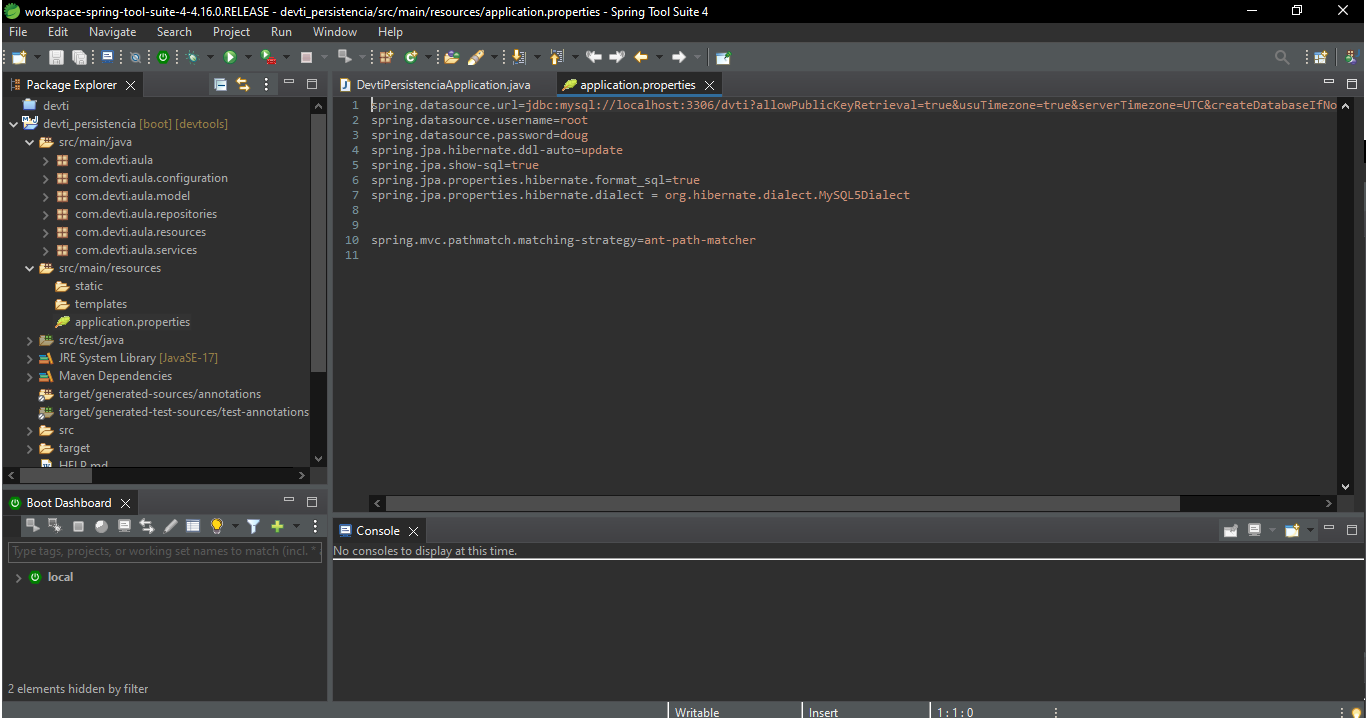 workspace-spring-tool-suite-4-4.16.0.RELEASE - devti_persistencia/src/main/resources/application.properties - Spring Tool Suite 4
File Edit Navigate Search Project Run Window Help
Package Explorer
devti
devti_persistencia [boot] [devtools]
src/main/java
com.devti.aula
com.devti.aula.configuration
com.devti.aula.model
com.devti.aula.repositories
com.devti.aula.resources
com.devti.aula.services
src/main/resources
static
templates
application.properties
src/test/java
JRE System Library [JavaSE-17]
Maven Dependencies
target/generated-sources/annotations
target/generated-test-sources/test-annotations
src
target
HELP.md
DevtiPersistenciaApplication.java application.properties
1 spring.datasource.url=jdbc:mysql://localhost:3306/dvti?allowPublicKeyRetrieval=true&usuTimezone=true&serverTimezone=UTC&createDatabaseIfNo
2 spring.datasource.username=root
3 spring.datasource.password=doug
4 spring.jpa.hibernate.ddl-auto=update
5 spring.jpa.show-sql=true
6 spring.jpa.properties.hibernate.format_sql=true
7 spring.jpa.properties.hibernate.dialect = org.hibernate.dialect.MySQL5Dialect
8
9
10 spring.mvc.pathmatch.matching-strategy=ant-path-matcher
11
Boot Dashboard
Type tags, projects, or working set names to match (incl. *
local
2 elements hidden by filter
Console
No consoles to display at this time.
Writable Insert 1 : 1 : 0